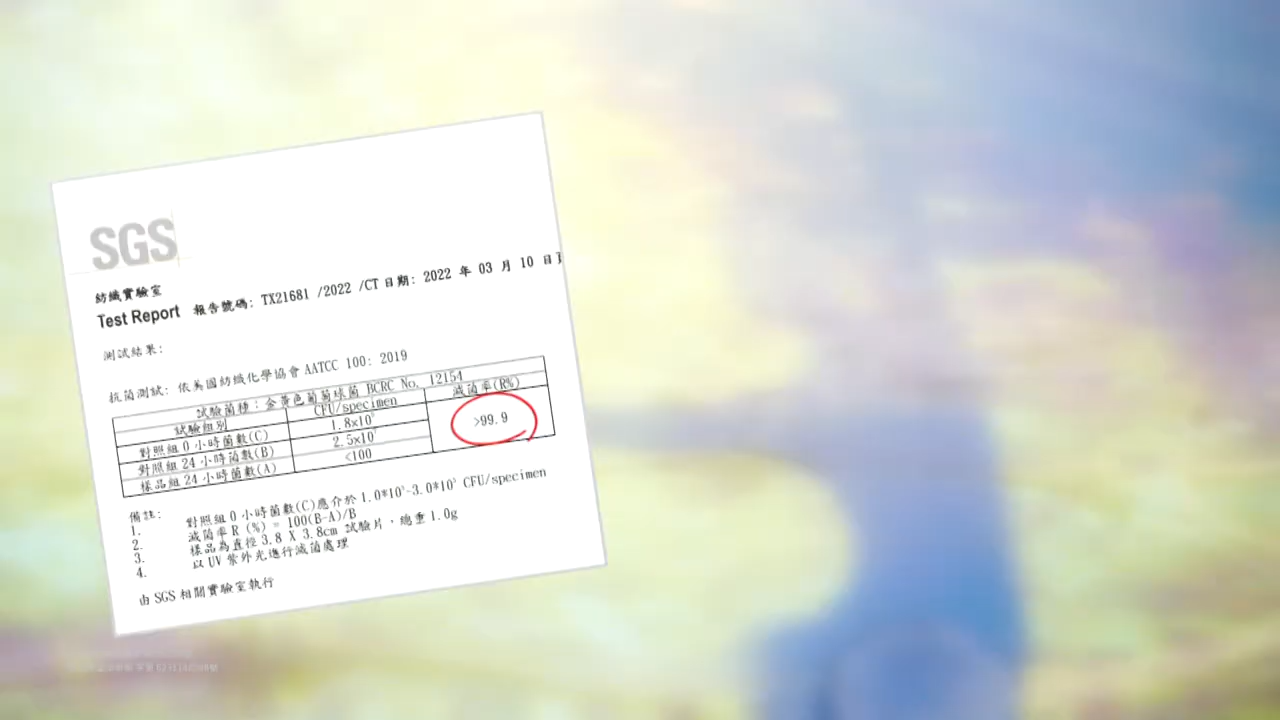 SGS
紡織實驗室
Test Report 報告號碼: TX21681 /2022 /CT 日期: 2022 年 03 月 10 日
測試結果:
抗菌測試: 依美國紡織化學協會 AATCC 100: 2019
試驗菌種:金黃色葡萄球菌 BCRC No. 12154
試驗組別 CFU/specimen 減菌率(R%)
對照組 0 小時菌數(C) 1.8x10⁵ >99.9
對照組 24 小時菌數(B) 2.5x10⁷
樣品組 24 小時菌數(A) <100
備註:
1. 對照組 0 小時菌數(C)應介於 1.0*10⁵-3.0*10⁵ CFU/specimen
2. 減菌率 R (%) = 100(B-A)/B
3. 樣品為直徑 3.8 X 3.8cm 試驗片,總重 1.0g
4. 以 UV 紫外光進行滅菌處理
由 SGS 相關實驗室執行